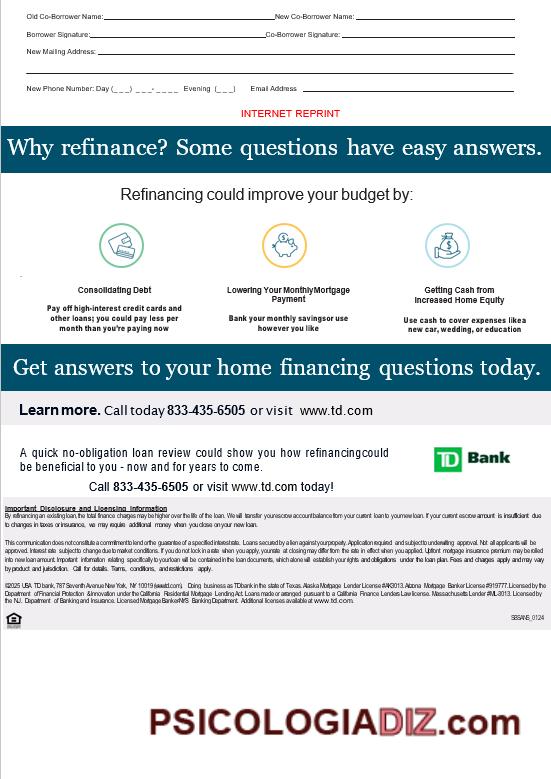 Old Co-Borrower Name: New Co-Borrower Name:
Borrower Signature: Co-Borrower Signature:
New Mailing Address:
New Phone Number: Day (_ _ _) _ _ _-_ _ _ _ Evening (_ _ _) Email Address
INTERNET REPRINT
Why refinance? Some questions have easy answers.
Refinancing could improve your budget by:
Consolidating Debt
Pay off high-interest credit cards and
other loans; you could pay less per
month than you're paying now
Lowering Your MonthlyMortgage
Payment
Bank your monthly savingsor use
however you like
Getting Cash from
Increased Home Equity
Use cash to cover expenses likea
new car, wedding, or education
Get answers to your home financing questions today.
Learn more. Call today 833-435-6505 or visit www.td.com
A quick no-obligation loan review could show you how refinancingcould
be beneficial to you - now and for years to come.
Call 833-435-6505 or visit www.td.com today!
TD Bank
Important Disclosure and Licensing Information
By refinancing an existing loan, the total finance charges may be higher over the life of the loan. We will transfer your escrow account balance from your current loan to your new loan. If your current escrow amount is insufficient due
to changes in taxes or insurance, we may require additional money when you close on your new loan.
This communication does not constitute a commitment to lend or the guarantee of a specified interest rate. Loans secured by a lien against your property. Application required and subject to underwriting approval. Not all applicants will be
approved. Interest rate subject to change due to market conditions. If you do not lock in a rate when you apply, your rate at closing may differ from the rate in effect when you applied. Upfront mortgage insurance premium may be rolled
into new loan amount. Important information relating specifically to your loan will be contained in the loan documents, which alone will establish your rights and obligations under the loan plan. Fees and charges apply and may vary
by product and jurisdiction. Call for details. Terms, conditions, and restrictions apply.
©2025 USA TD bank, 787 Seventh Avenue New York, NY 10019 Doing business as TDbank in the state of Texas. Alaska Mortgage Lender License #AK3013. Mortgage Banker License #919777. Licensed by the
Department of Financial Protection & Innovation under the California Residential Mortgage Lending Act. Loans made or arranged pursuant to a California Finance Lenders Law license. Massachusetts Lender #ML-3013. Licensed by
the N.J. Department of Banking and Insurance. Licensed Mortgage Banker-NYS Banking Department. Additional licenses available at www.td.com.
SBSANS_0124
PSICOLOGIADIZ.com